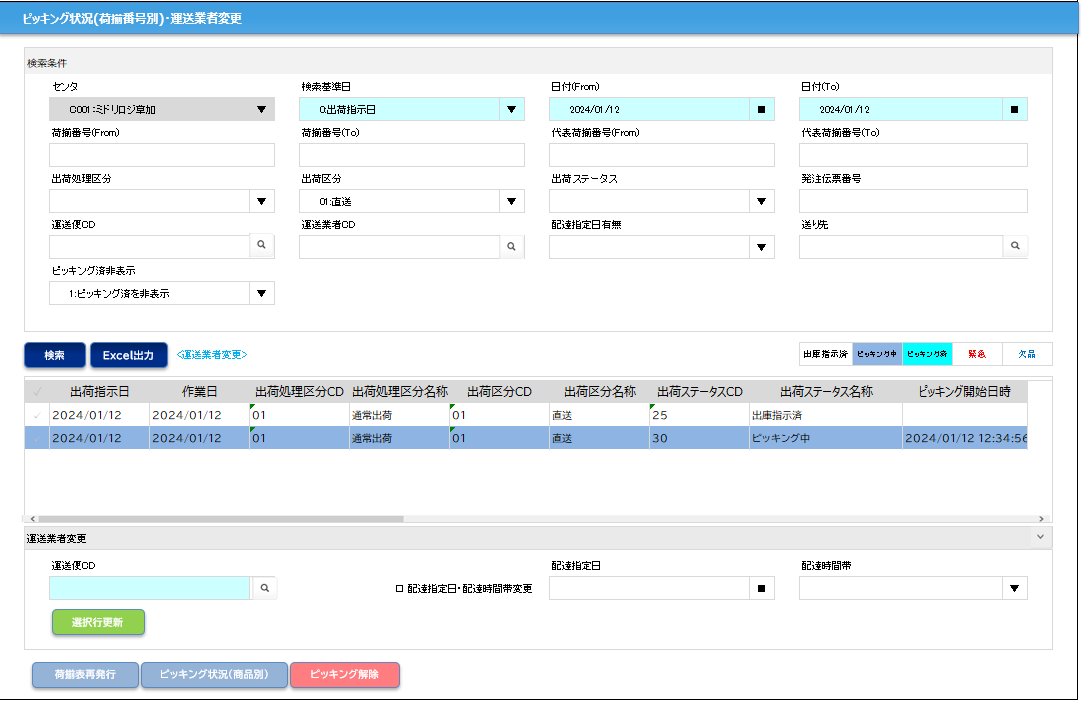 ピッキング状況(荷揃番号別)･運送業者変更
検索条件
センタ 検索基準日 日付(From) 日付(To)
C001:ミドリロジ草加 ▼ 0:出荷指示日 ▼ 2024/01/12 ■ 2024/01/12 ■
荷揃番号(From) 荷揃番号(To) 代表荷揃番号(From) 代表荷揃番号(To)
出荷処理区分 出荷区分 出荷ステータス 発注伝票番号
▼ 01:直送 ▼ ▼
運送便CD 運送業者CD 配達指定日有無 送り先
▼
ピッキング済非表示
1:ピッキング済を非表示 ▼
検索 Excel出力 <運送業者変更> 出庫指示済 ピッキング中 ピッキング済 緊急 欠品
出荷指示日 作業日 出荷処理区分CD 出荷処理区分名称 出荷区分CD 出荷区分名称 出荷ステータスCD 出荷ステータス名称 ピッキング開始日時
2024/01/12 2024/01/12 01 通常出荷 01 直送 25 出庫指示済
2024/01/12 2024/01/12 01 通常出荷 01 直送 30 ピッキング中 2024/01/12 12:34:56
運送業者変更
運送便CD 配達指定日 配達時間帯
□ 配達指定日･配達時間帯変更 ■ ▼
選択行更新
荷揃表再発行 ピッキング状況(商品別) ピッキング解除